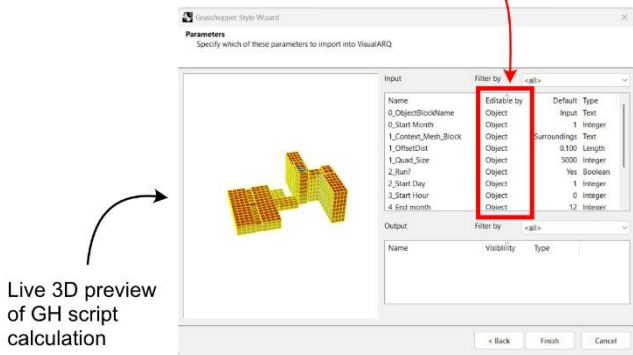 Grasshopper Style Wizard
Parameters
Specify which of these parameters to import into VisualARQ
Input Filter by <all>
Name Editable by Default Type
0_ObjectBlockName Object Input Text
0_Start Month Object 1 Integer
1_Context_Mesh_Block Object Surroundings Text
1_OffsetDist Object 0.100 Length
1_Quad_Size Object 5000 Integer
2_Run? Object Yes Boolean
2_Start Day Object 1 Integer
3_Start Hour Object 0 Integer
4_End month Object 12 Integer
Output Filter by <all>
Name Visibility Type
Live 3D preview
of GH script
calculation
< Back Finish Cancel